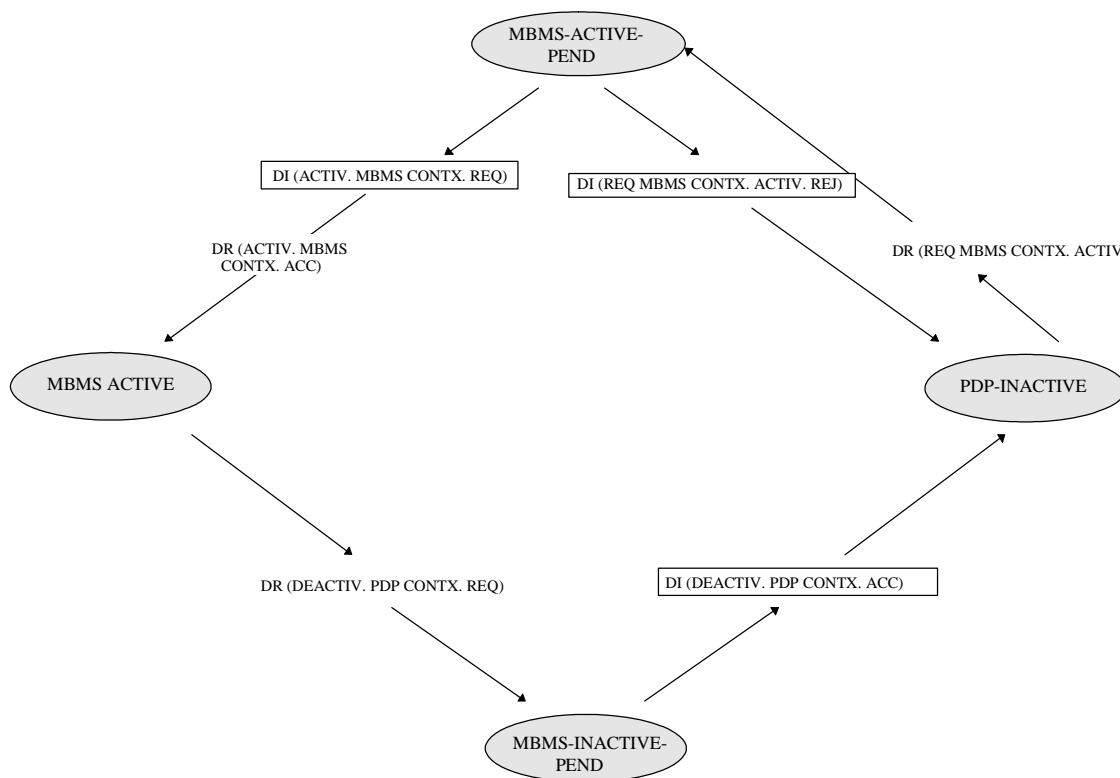 MBMS-ACTIVE-
PEND
DI (ACTIV. MBMS CONTX. REQ)
DI (REQ MBMS CONTX. ACTIV. REJ)
DR (ACTIV. MBMS
CONTX. ACC)
DR (REQ MBMS CONTX. ACTIV
MBMS ACTIVE
PDP-INACTIVE
DR (DEACTIV. PDP CONTX. REQ)
DI (DEACTIV. PDP CONTX. ACC)
MBMS-INACTIVE-
PEND